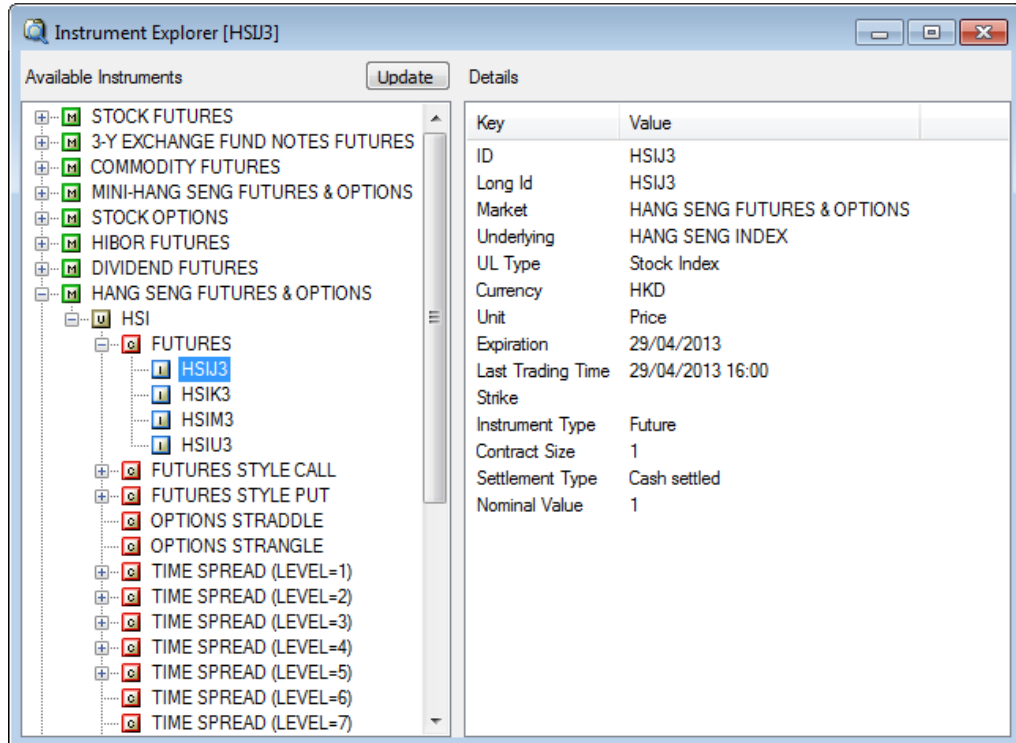 Instrument Explorer [HSIJ3]
Available Instruments
Update
M STOCK FUTURES
M 3-Y EXCHANGE FUND NOTES FUTURES
M COMMODITY FUTURES
M MINI-HANG SENG FUTURES & OPTIONS
M STOCK OPTIONS
M HIBOR FUTURES
M DIVIDEND FUTURES
M HANG SENG FUTURES & OPTIONS
U HSI
C FUTURES
I HSIJ3
I HSIK3
I HSIM3
I HSIU3
C FUTURES STYLE CALL
C FUTURES STYLE PUT
C OPTIONS STRADDLE
C OPTIONS STRANGLE
C TIME SPREAD (LEVEL=1)
C TIME SPREAD (LEVEL=2)
C TIME SPREAD (LEVEL=3)
C TIME SPREAD (LEVEL=4)
C TIME SPREAD (LEVEL=5)
C TIME SPREAD (LEVEL=6)
C TIME SPREAD (LEVEL=7)
Details
Key Value
ID HSIJ3
Long Id HSIJ3
Market HANG SENG FUTURES & OPTIONS
Underlying HANG SENG INDEX
UL Type Stock Index
Currency HKD
Unit Price
Expiration 29/04/2013
Last Trading Time 29/04/2013 16:00
Strike
Instrument Type Future
Contract Size 1
Settlement Type Cash settled
Nominal Value 1